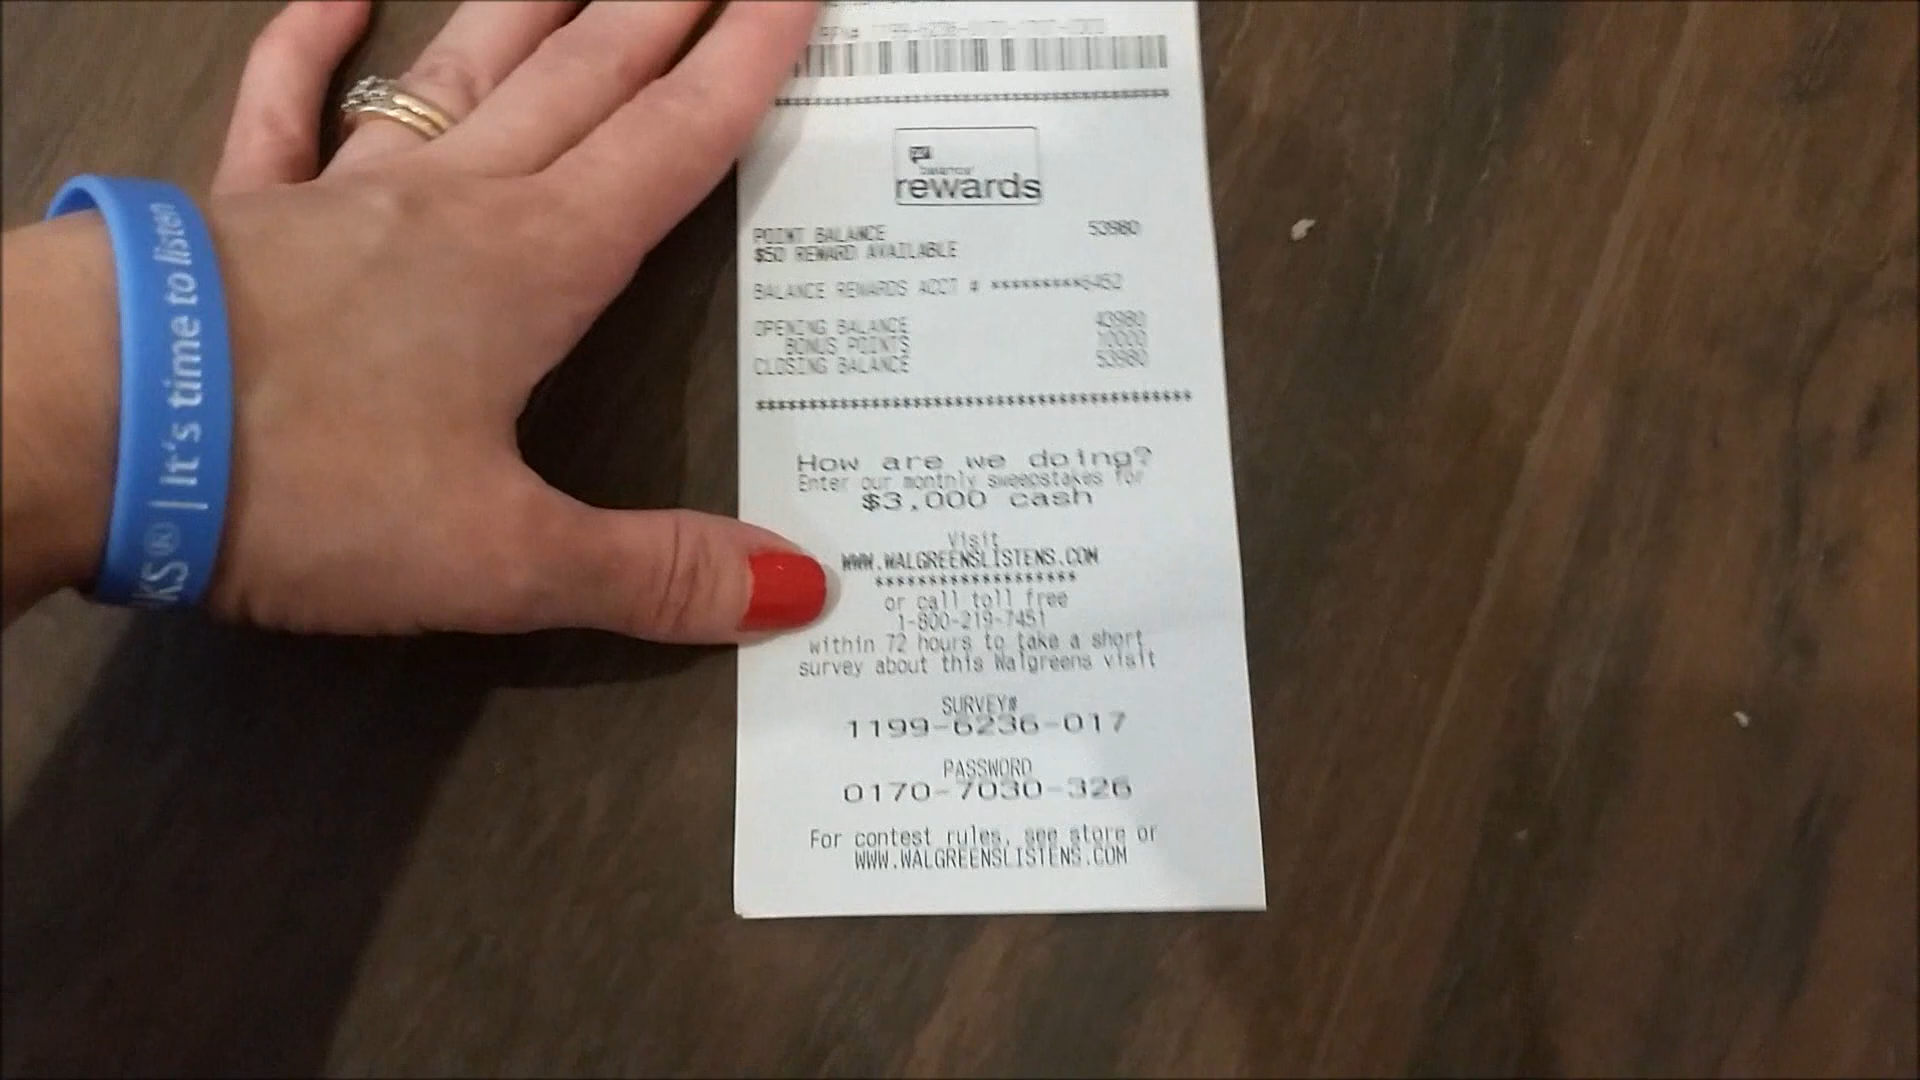 balance
rewards
POINT BALANCE 53980
$50 REWARD AVAILABLE
BALANCE REWARDS ACCT # *********6452
OPENING BALANCE 43980
BONUS POINTS 10000
CLOSING BALANCE 53980
How are we doing?
Enter our monthly sweepstakes for
$3,000 cash
Visit
WWW.WALGREENSLISTENS.COM
*******************
or call toll free
1-800-219-7451
within 72 hours to take a short
survey about this Walgreens visit
SURVEY#
1199-6236-017
PASSWORD
0170-7030-326
For contest rules, see store or
WWW.WALGREENSLISTENS.COM
KS® | It's time to listen